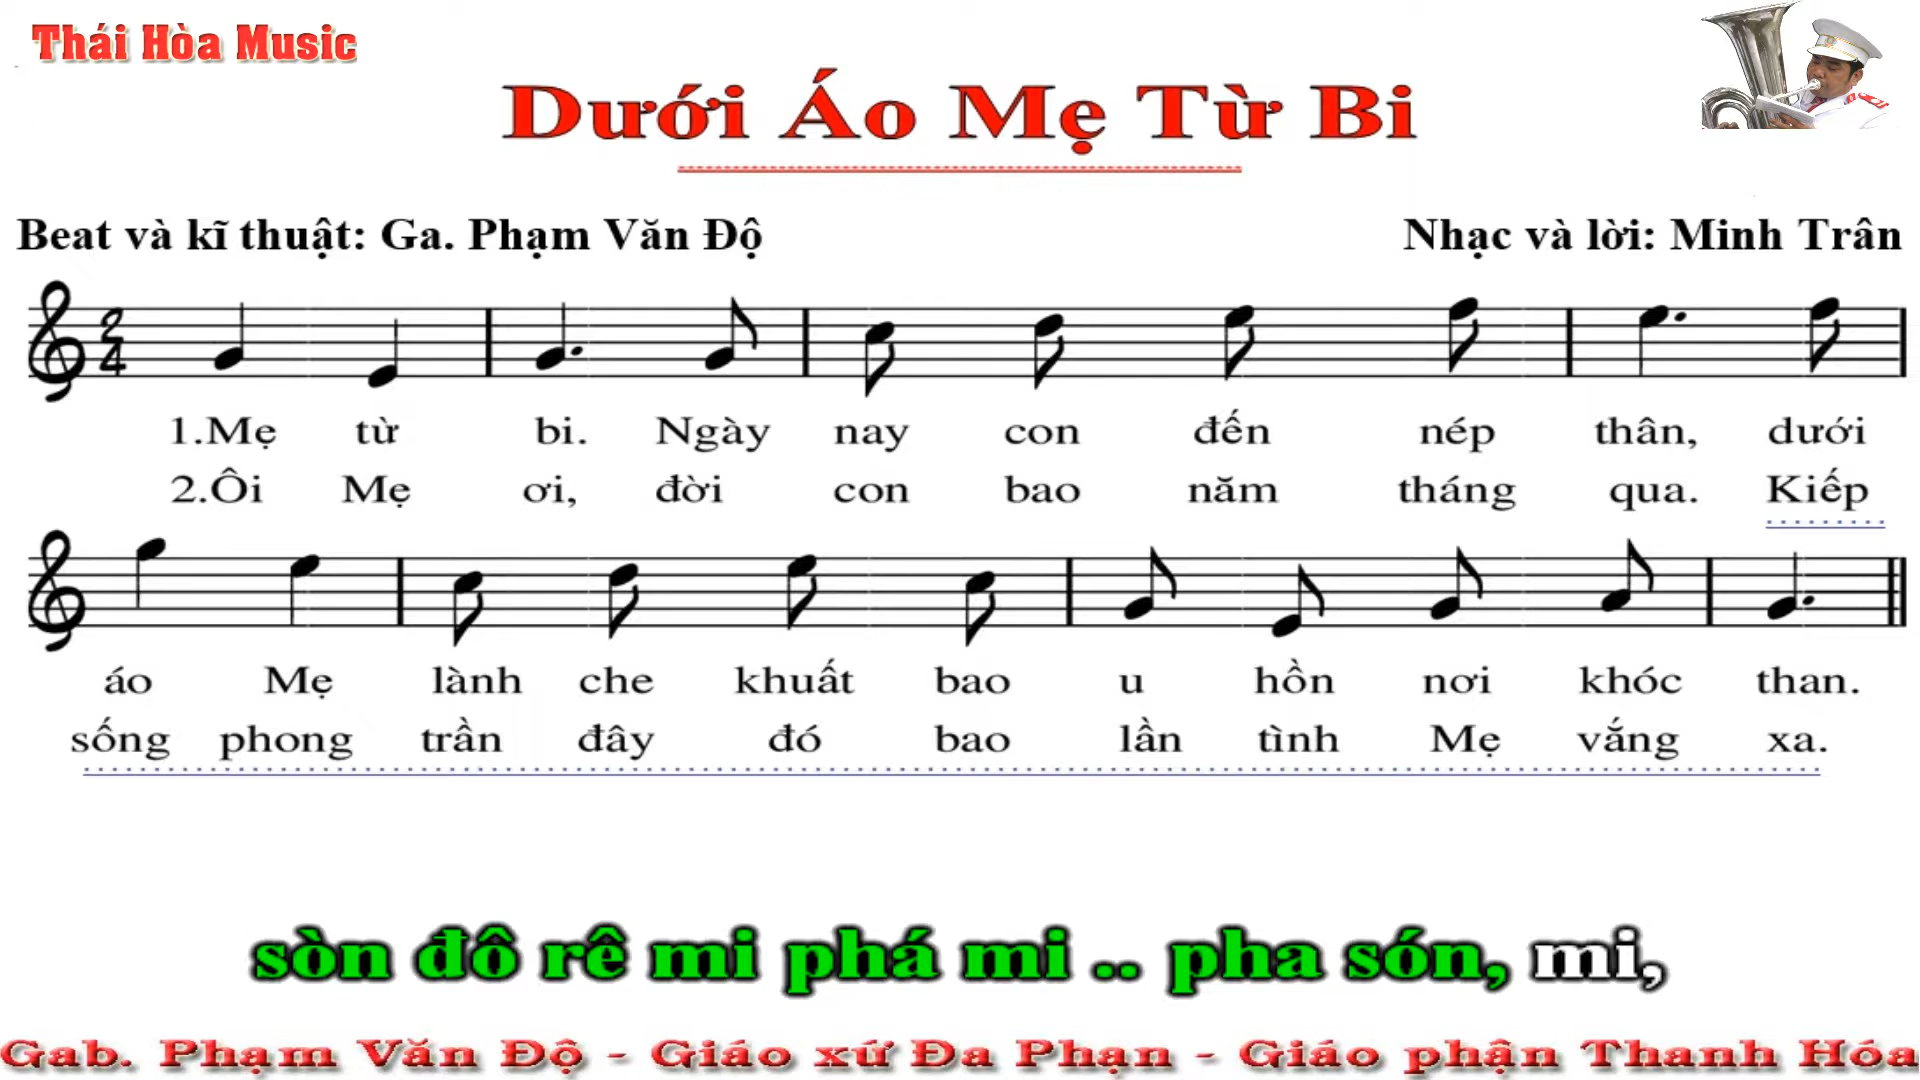 Thái Hòa Music
Dưới Áo Mẹ Từ Bi
Beat và kĩ thuật: Ga. Phạm Văn Độ
Nhạc và lời: Minh Trân
2
4
1.Mẹ từ bi. Ngày nay con đến nép thân, dưới
2.Ôi Mẹ ơi, đời con bao năm tháng qua. Kiếp
áo Mẹ lành che khuất bao u hồn nơi khóc than.
sống phong trần đây đó bao lần tình Mẹ vắng xa.
sòn đô rê mi phá mi .. pha són, mi,
Gab. Phạm Văn Độ - Giáo xứ Đa Phạn - Giáo phận Thanh Hóa